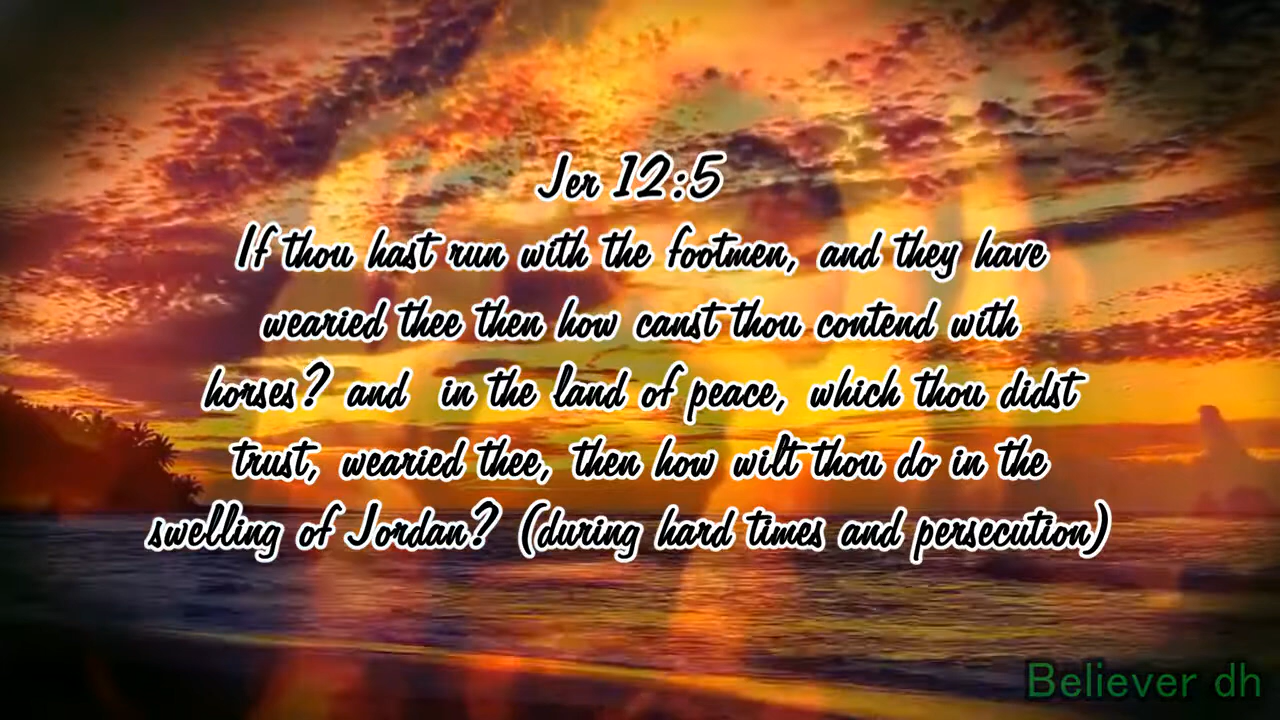 Jer 12:5
If thou hast run with the footmen, and they have
wearied thee then how canst thou contend with
horses? and in the land of peace, which thou didst
trust, wearied thee, then how wilt thou do in the
swelling of Jordan? (during hard times and persecution)
Believer dh